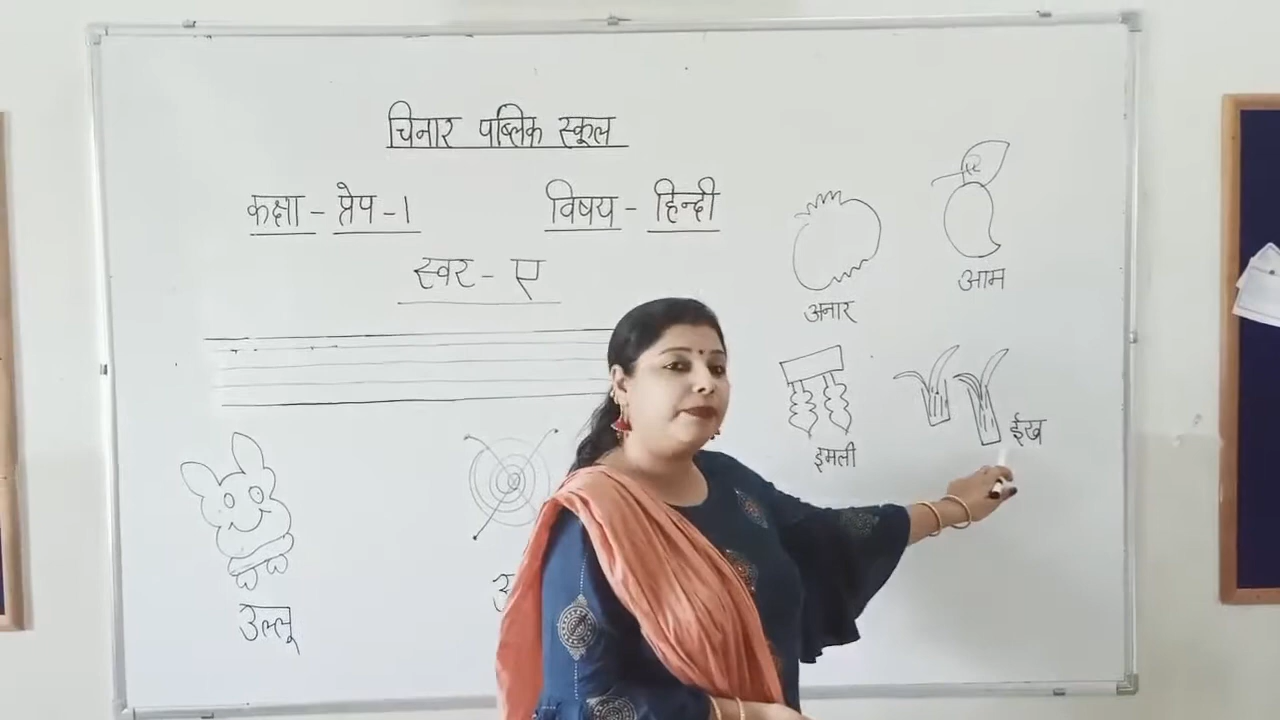 चिनार पब्लिक स्कूल
कक्षा - प्रेप - 1 विषय - हिन्दी
स्वर - ए
अनार
आम
इमली
ईख
उल्लू